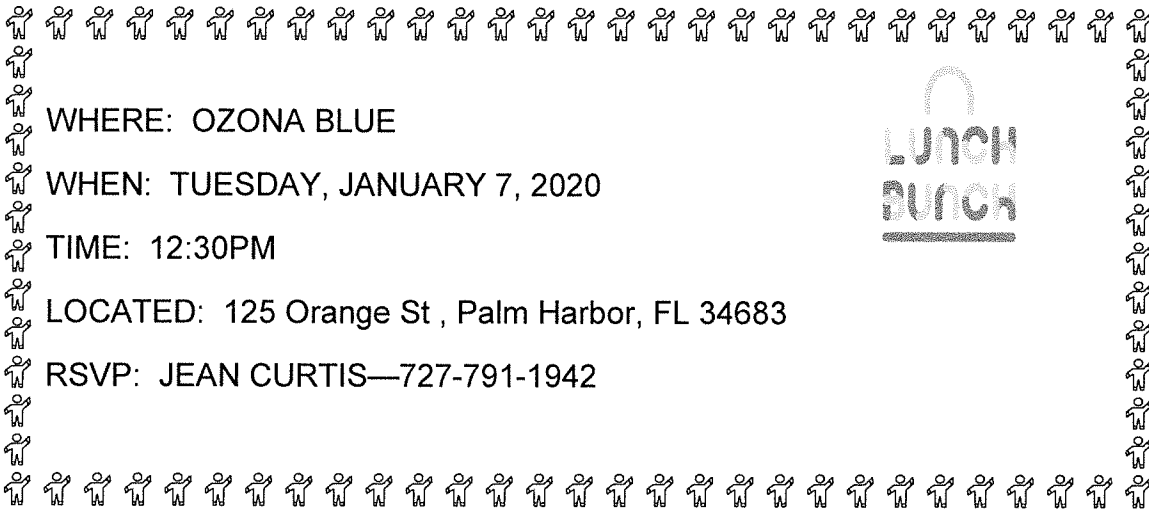 WHERE: OZONA BLUE
LUNCH
BUNCH
WHEN: TUESDAY, JANUARY 7, 2020
TIME: 12:30PM
LOCATED: 125 Orange St , Palm Harbor, FL 34683
RSVP: JEAN CURTIS—727-791-1942